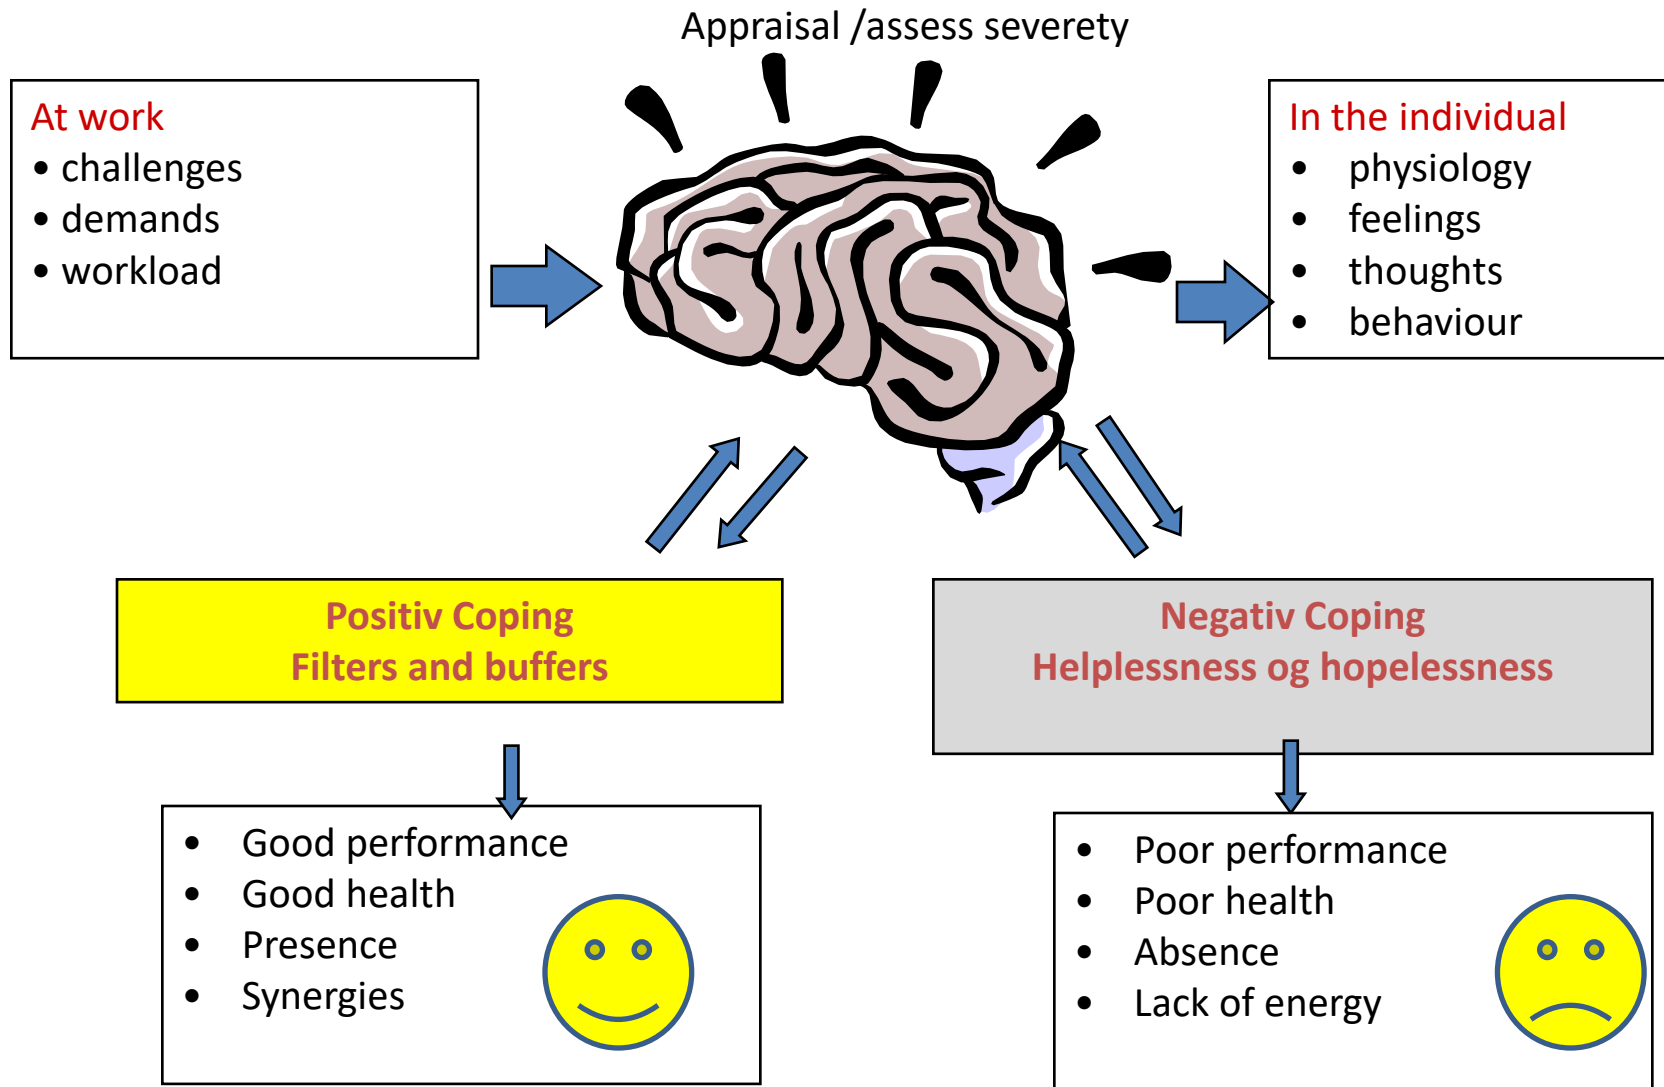 Appraisal /assess severety
At work
• challenges
• demands
• workload
In the individual
• physiology
• feelings
• thoughts
• behaviour
Positiv Coping
Filters and buffers
Negativ Coping
Helplessness og hopelessness
• Good performance
• Good health
• Presence
• Synergies
• Poor performance
• Poor health
• Absence
• Lack of energy